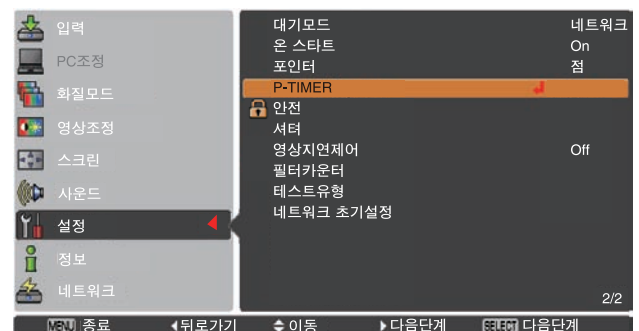 입력
PC조정
화질모드
영상조정
스크린
사운드
설정
정보
네트워크
대기모드 네트워크
온 스타트 On
포인터 점
P-TIMER
안전
셔텨
영상지연제어 Off
필터카운터
테스트유형
네트워크 초기설정
2/2
MENU 종료 뒤로가기 이동 다음단계 SELECT 다음단계